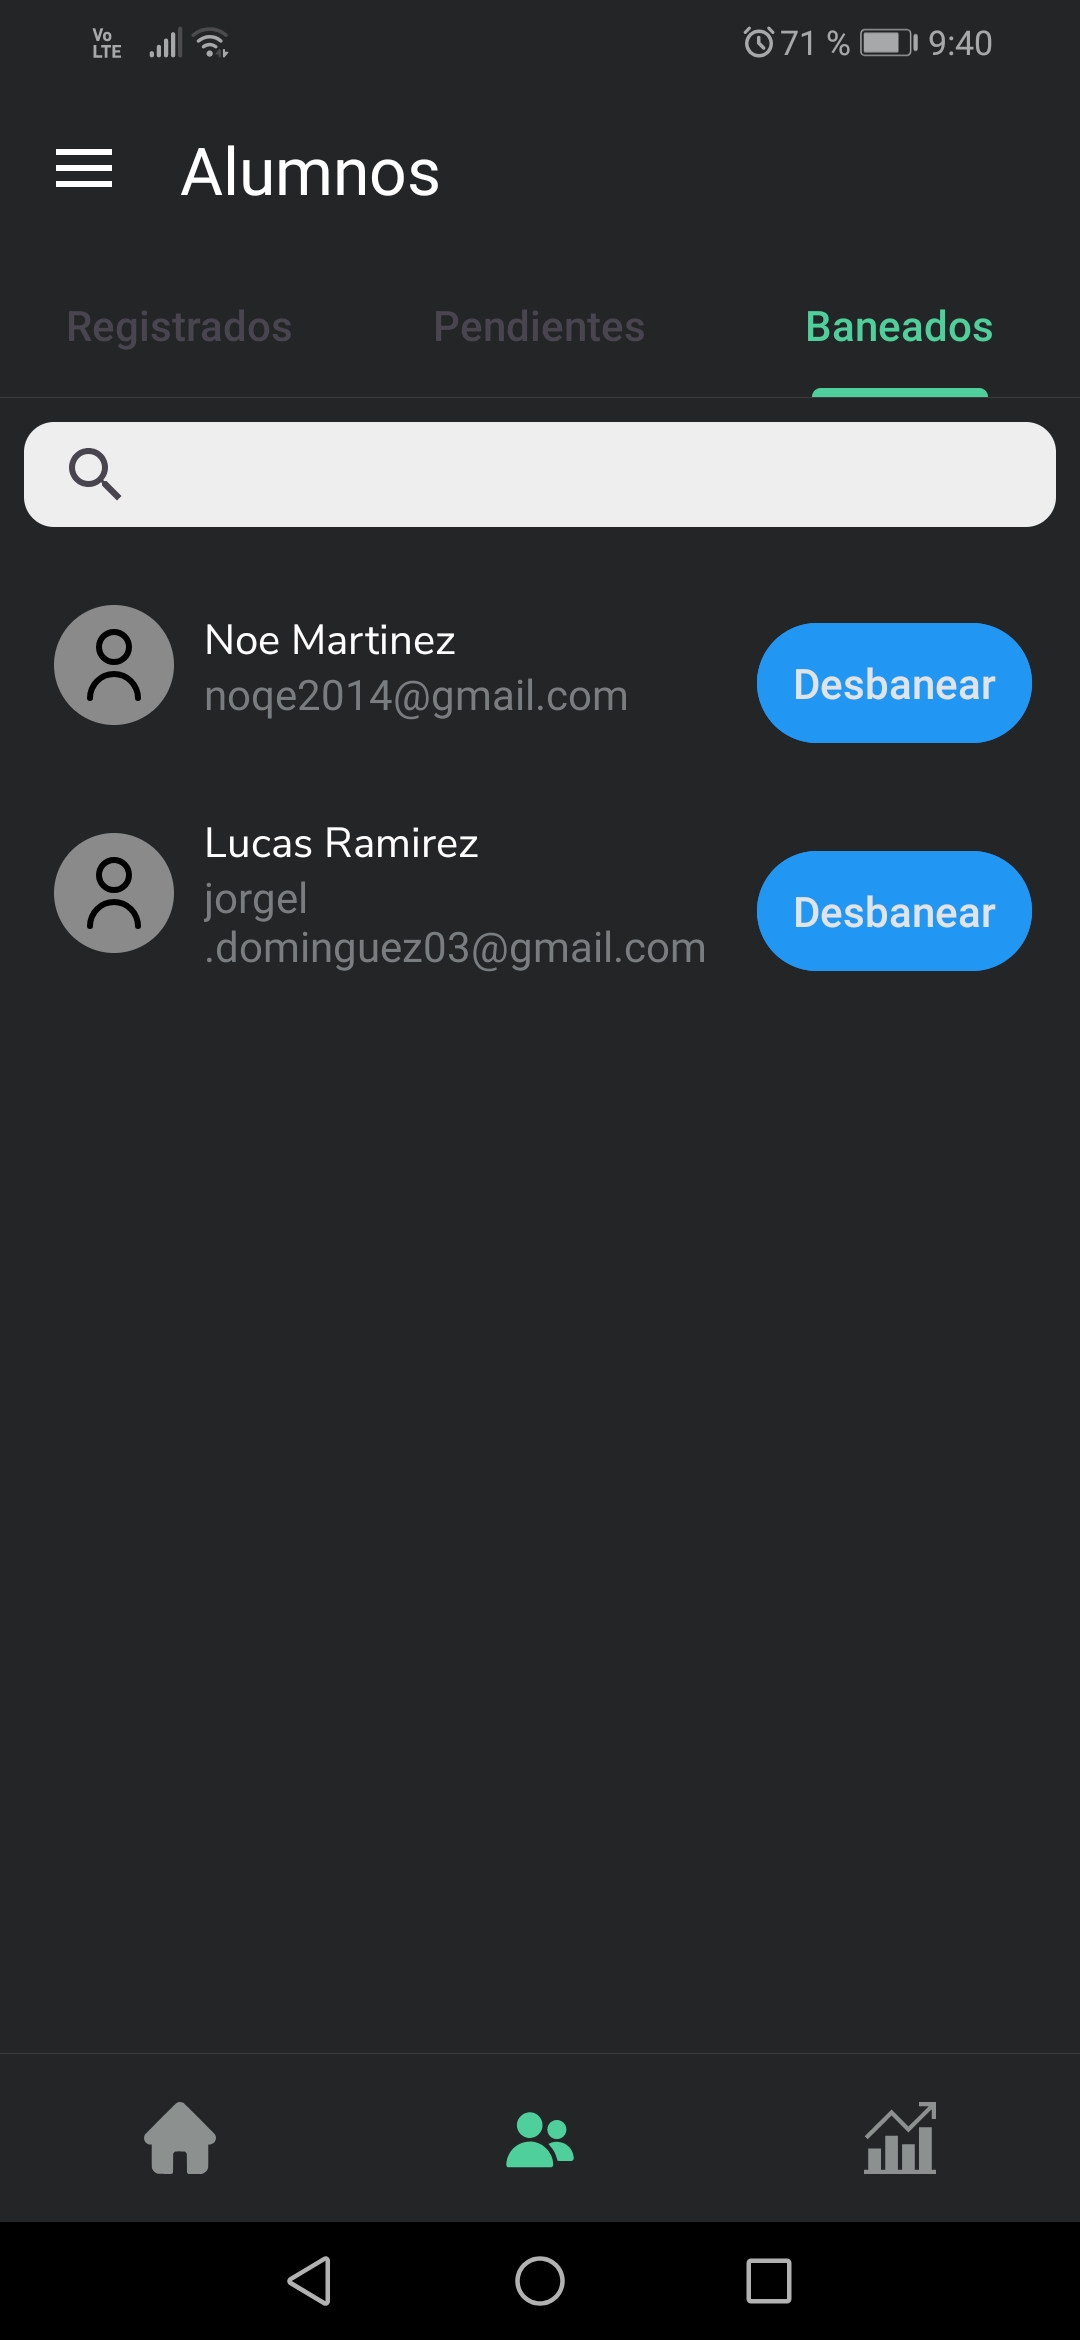 Vo
LTE
71 %
9:40
Alumnos
Registrados
Pendientes
Baneados
Noe Martinez
noqe2014@gmail.com
Desbanear
Lucas Ramirez
jorgel
.dominguez03@gmail.com
Desbanear